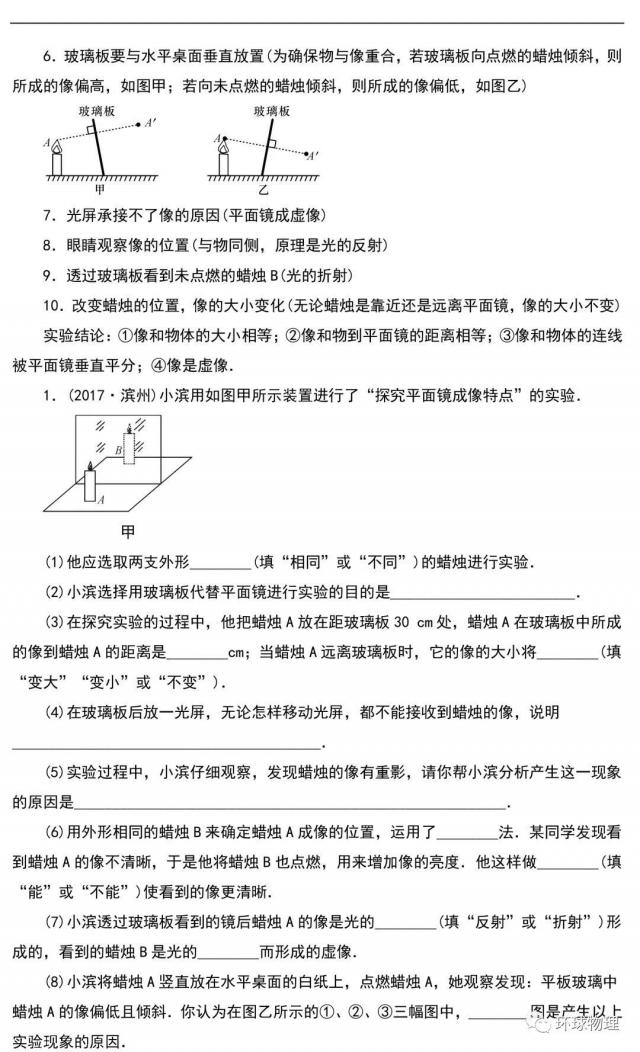 6．玻璃板要与水平桌面垂直放置(为确保物与像重合，若玻璃板向点燃的蜡烛倾斜，则
所成的像偏高，如图甲；若向未点燃的蜡烛倾斜，则所成的像偏低，如图乙)
玻璃板
A
A′
甲
玻璃板
A
A′
乙
7．光屏承接不了像的原因(平面镜成虚像)
8．眼睛观察像的位置(与物同侧，原理是光的反射)
9．透过玻璃板看到未点燃的蜡烛B(光的折射)
10．改变蜡烛的位置，像的大小变化(无论蜡烛是靠近还是远离平面镜，像的大小不变)
实验结论：①像和物体的大小相等；②像和物到平面镜的距离相等；③像和物体的连线
被平面镜垂直平分；④像是虚像．
1．(2017·滨州)小滨用如图甲所示装置进行了“探究平面镜成像特点”的实验．
B
A
甲
(1)他应选取两支外形________(填“相同”或“不同”)的蜡烛进行实验．
(2)小滨选择用玻璃板代替平面镜进行实验的目的是________________________．
(3)在探究实验的过程中，他把蜡烛A放在距玻璃板30 cm处，蜡烛A在玻璃板中所成
的像到蜡烛A的距离是________cm；当蜡烛A远离玻璃板时，它的像的大小将________(填
“变大”“变小”或“不变”)．
(4)在玻璃板后放一光屏，无论怎样移动光屏，都不能接收到蜡烛的像，说明
________________________________________．
(5)实验过程中，小滨仔细观察，发现蜡烛的像有重影，请你帮小滨分析产生这一现象
的原因是________________________________________________________．
(6)用外形相同的蜡烛B来确定蜡烛A成像的位置，运用了________法．某同学发现看
到蜡烛A的像不清晰，于是他将蜡烛B也点燃，用来增加像的亮度．他这样做________(填
“能”或“不能”)使看到的像更清晰．
(7)小滨透过玻璃板看到的镜后蜡烛A的像是光的________(填“反射”或“折射”)形
成的，看到的蜡烛B是光的________而形成的虚像．
(8)小滨将蜡烛A竖直放在水平桌面的白纸上，点燃蜡烛A，她观察发现：平板玻璃中
蜡烛A的像偏低且倾斜．你认为在图乙所示的①、②、③三幅图中，________图是产生以上
实验现象的原因．
环球物理